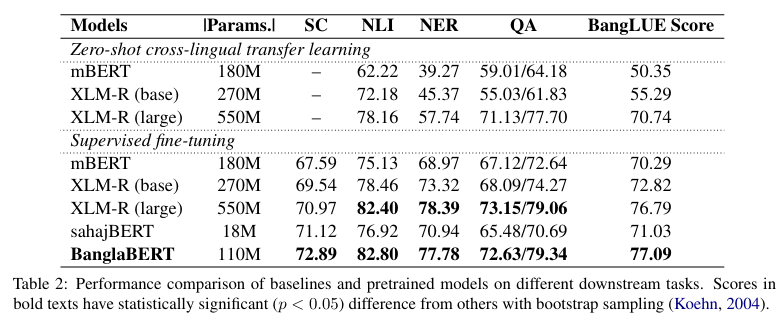 Models |Params.| SC NLI NER QA BangLUE Score
Zero-shot cross-lingual transfer learning
mBERT 180M – 62.22 39.27 59.01/64.18 50.35
XLM-R (base) 270M – 72.18 45.37 55.03/61.83 55.29
XLM-R (large) 550M – 78.16 57.74 71.13/77.70 70.74
Supervised fine-tuning
mBERT 180M 67.59 75.13 68.97 67.12/72.64 70.29
XLM-R (base) 270M 69.54 78.46 73.32 68.09/74.27 72.82
XLM-R (large) 550M 70.97 82.40 78.39 73.15/79.06 76.79
sahajBERT 18M 71.12 76.92 70.94 65.48/70.69 71.03
BanglaBERT 110M 72.89 82.80 77.78 72.63/79.34 77.09
Table 2: Performance comparison of baselines and pretrained models on different downstream tasks. Scores in
bold texts have statistically significant (p < 0.05) difference from others with bootstrap sampling (Koehn, 2004).